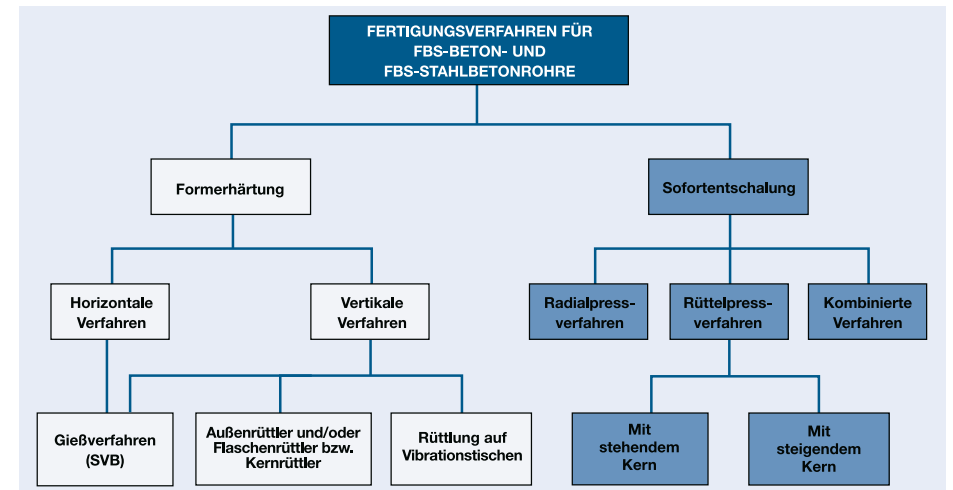 FERTIGUNGSVERFAHREN FÜR
FBS-BETON- UND
FBS-STAHLBETONROHRE
Formerhärtung
Sofortentschalung
Horizontale
Verfahren
Vertikale
Verfahren
Radialpress-
verfahren
Rüttelpress-
verfahren
Kombinierte
Verfahren
Gießverfahren
(SVB)
Außenrüttler und/oder
Flaschenrüttler bzw.
Kernrüttler
Rüttlung auf
Vibrationstischen
Mit
stehendem
Kern
Mit
steigendem
Kern